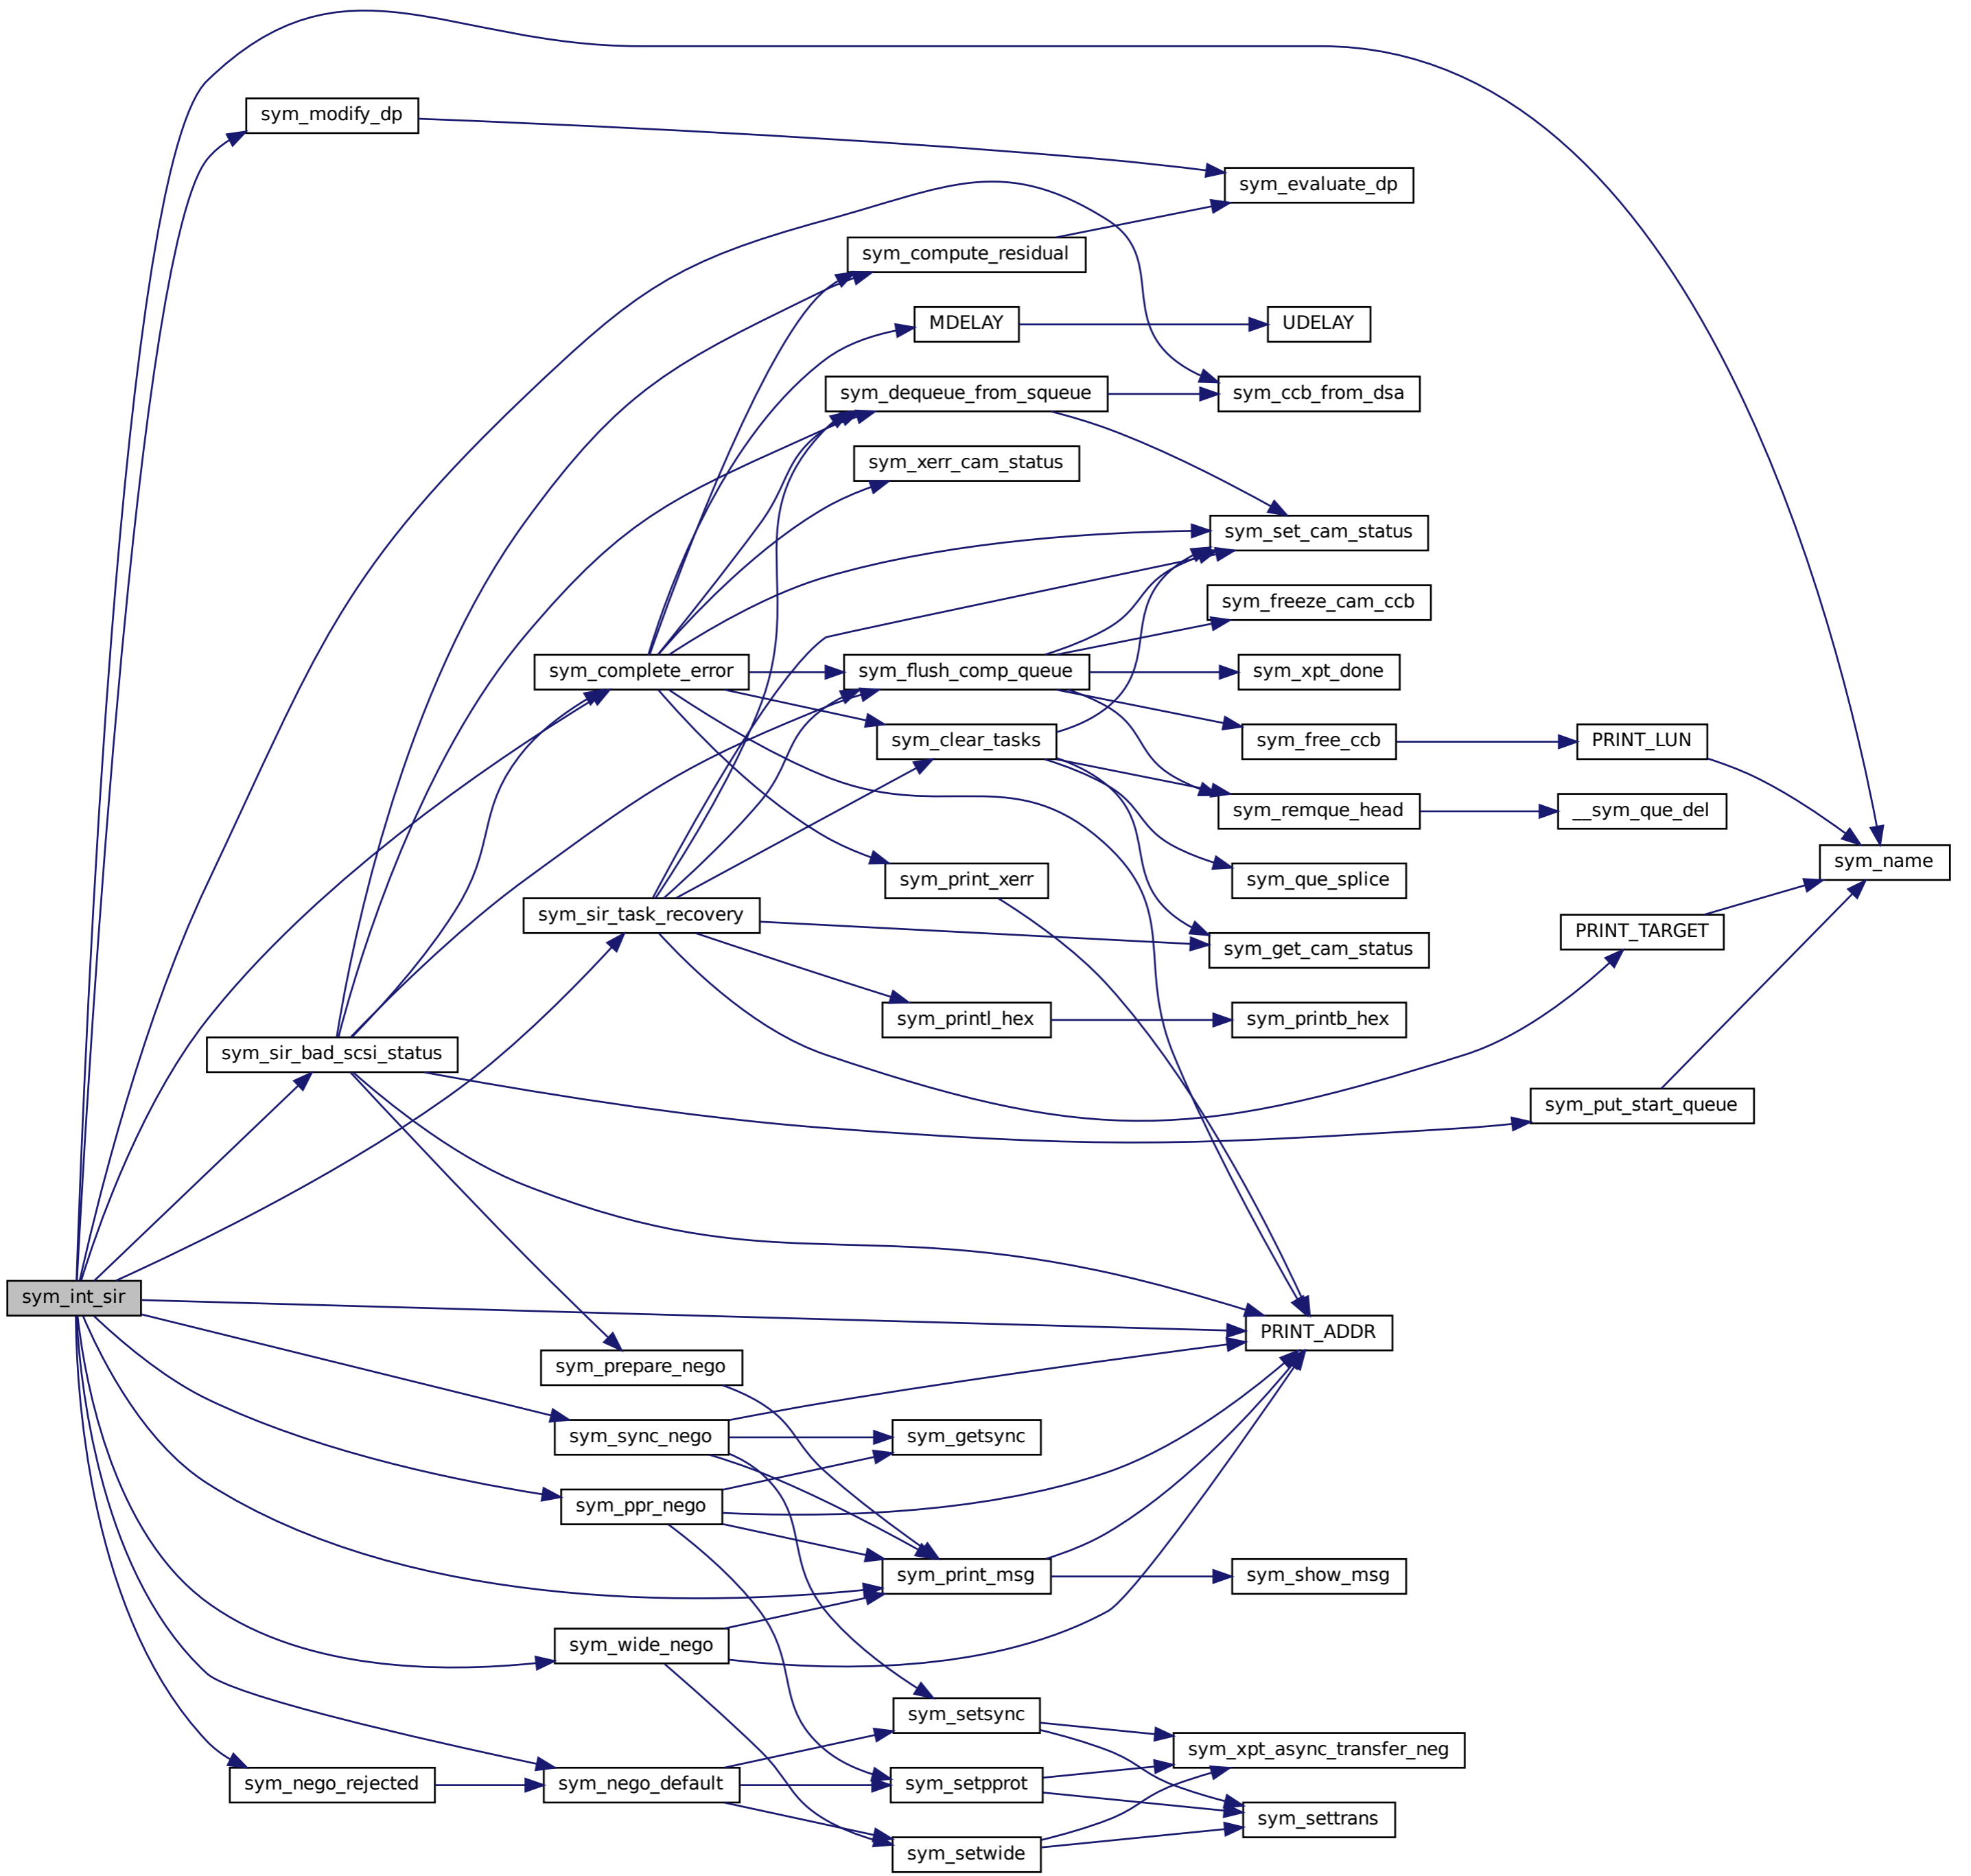 sym_modify_dp
sym_evaluate_dp
sym_compute_residual
MDELAY
UDELAY
sym_dequeue_from_squeue
sym_ccb_from_dsa
sym_xerr_cam_status
sym_set_cam_status
sym_freeze_cam_ccb
sym_complete_error
sym_flush_comp_queue
sym_xpt_done
sym_clear_tasks
sym_free_ccb
PRINT_LUN
sym_remque_head
__sym_que_del
sym_name
sym_print_xerr
sym_que_splice
sym_sir_task_recovery
PRINT_TARGET
sym_get_cam_status
sym_printl_hex
sym_printb_hex
sym_sir_bad_scsi_status
sym_put_start_queue
sym_int_sir
PRINT_ADDR
sym_prepare_nego
sym_sync_nego
sym_getsync
sym_ppr_nego
sym_print_msg
sym_show_msg
sym_wide_nego
sym_setsync
sym_xpt_async_transfer_neg
sym_nego_rejected
sym_nego_default
sym_setpprot
sym_settrans
sym_setwide